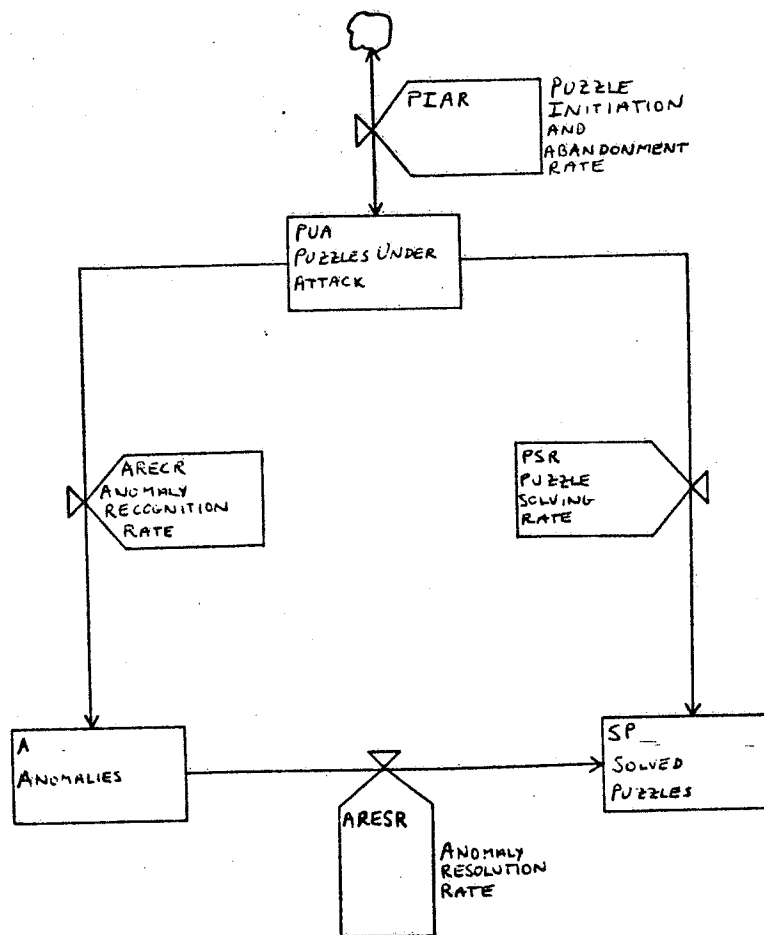 PIAR
PUZZLE
INITIATION
AND
ABANDONMENT
RATE
PUA
PUZZLES UNDER
ATTACK
ARECR
ANOMALY
RECOGNITION
RATE
PSR
PUZZLE
SOLVING
RATE
A
ANOMALIES
SP
SOLVED
PUZZLES
ARESR
ANOMALY
RESOLUTION
RATE